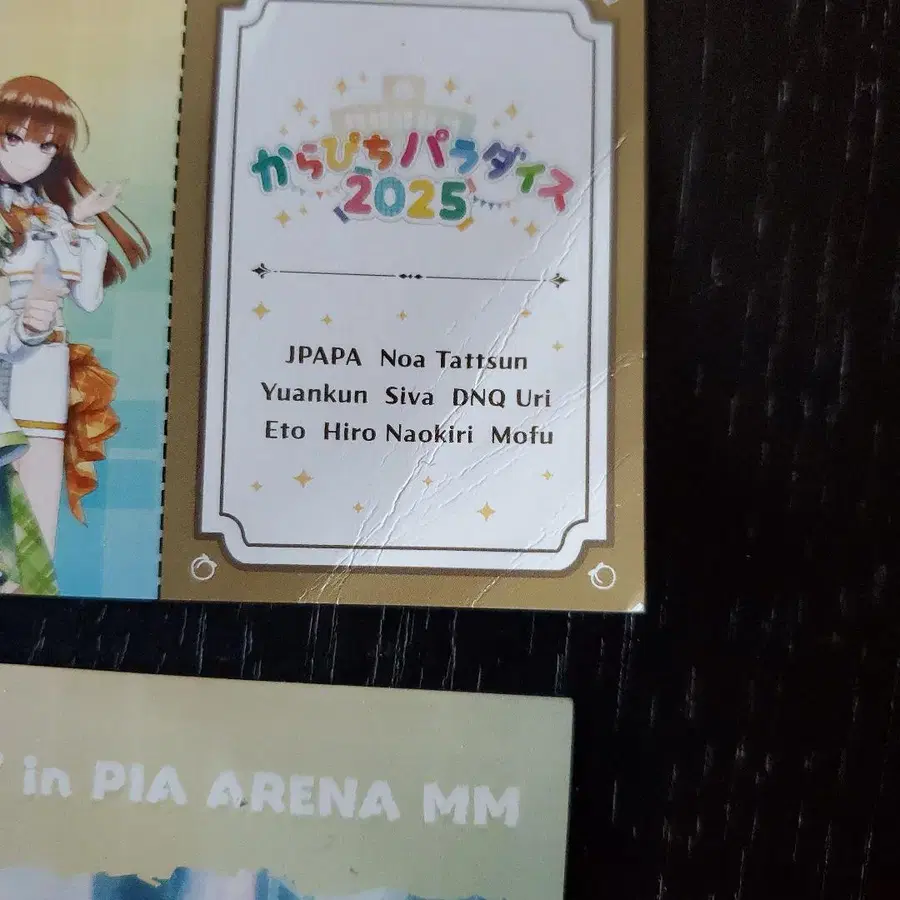 からぴちパラダイス
2025
JPAPA Noa Tattsun
Yuankun Siva DNQ Uri
Eto Hiro Naokiri Mofu
in PIA ARENA MM